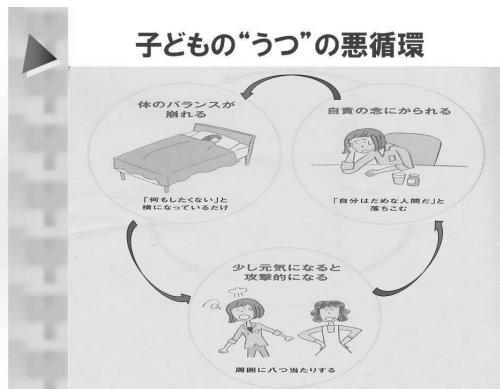 子どもの“うつ”の悪循環
体のバランスが
崩れる
自責の念にかられる
「何もしたくない」と
横になっているだけ
「自分はだめな人間だ」と
落ちこむ
少し元気になると
攻撃的になる
周囲に八つ当たりする